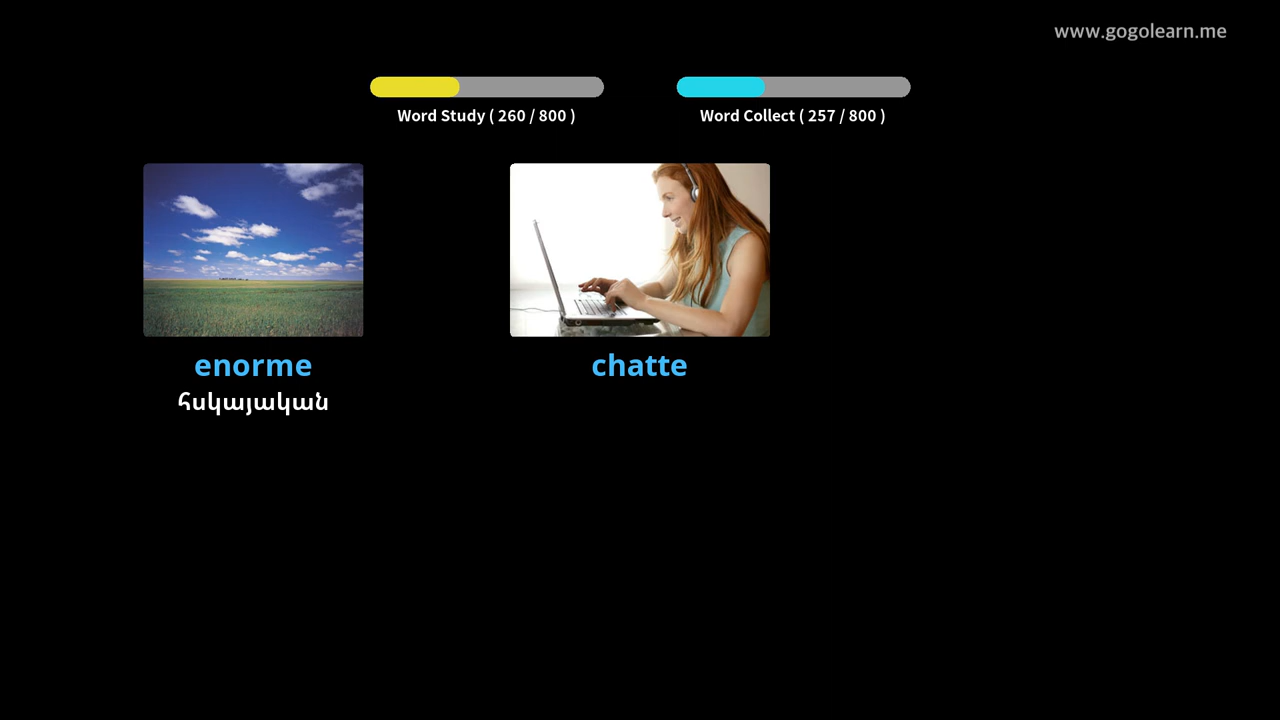 www.gogolearn.me
Word Study ( 260 / 800 )
Word Collect ( 257 / 800 )
enorme
հսկայական
chatte